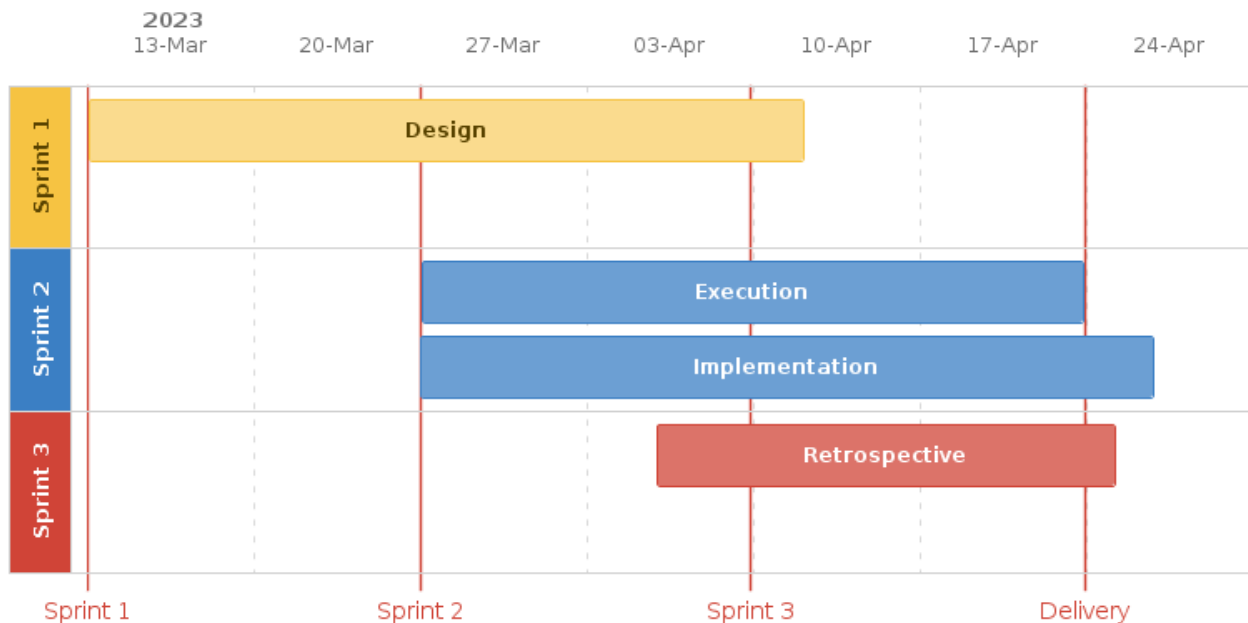 2023
13-Mar 20-Mar 27-Mar 03-Apr 10-Apr 17-Apr 24-Apr
Sprint 1
Design
Sprint 2
Execution
Implementation
Sprint 3
Retrospective
Sprint 1 Sprint 2 Sprint 3 Delivery